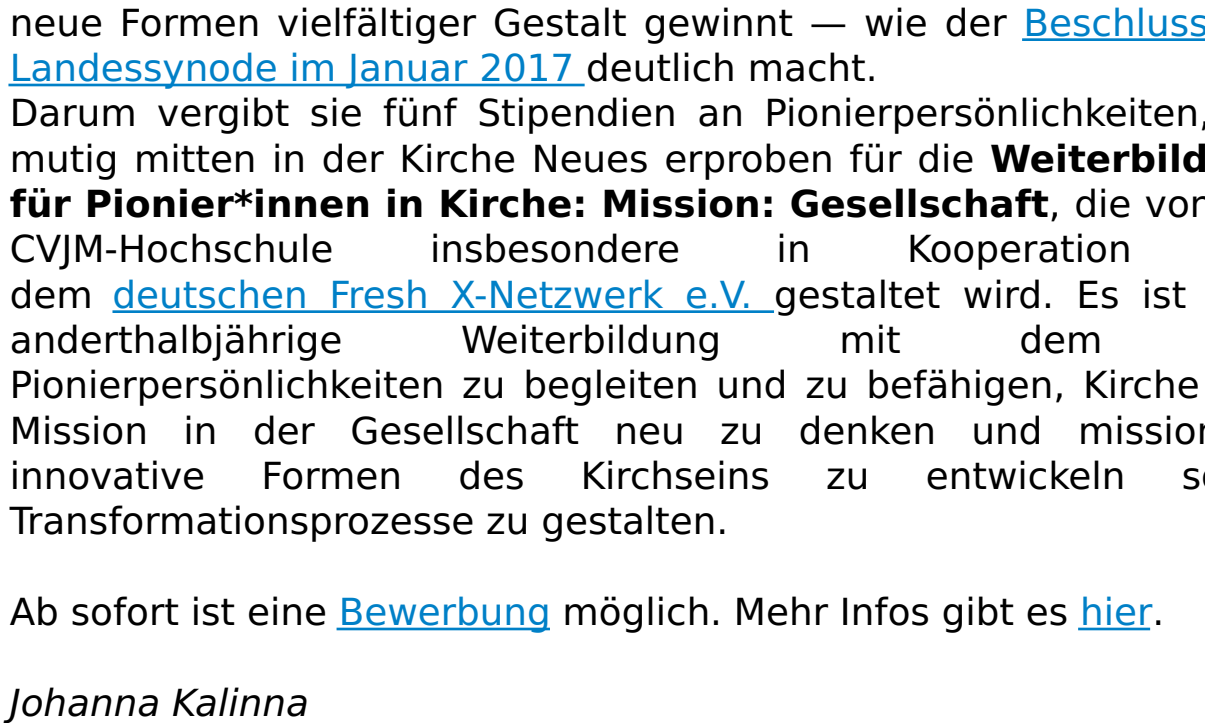 neue Formen vielfältiger Gestalt gewinnt — wie der Beschluss
Landessynode im Januar 2017 deutlich macht.
Darum vergibt sie fünf Stipendien an Pionierpersönlichkeiten,
mutig mitten in der Kirche Neues erproben für die Weiterbild
für Pionier*innen in Kirche: Mission: Gesellschaft, die von
CVJM-Hochschule insbesondere in Kooperation
dem deutschen Fresh X-Netzwerk e.V. gestaltet wird. Es ist
anderthalbjährige Weiterbildung mit dem
Pionierpersönlichkeiten zu begleiten und zu befähigen, Kirche
Mission in der Gesellschaft neu zu denken und mission
innovative Formen des Kirchseins zu entwickeln
Transformationsprozesse zu gestalten.
Ab sofort ist eine Bewerbung möglich. Mehr Infos gibt es hier.
Johanna Kalinna